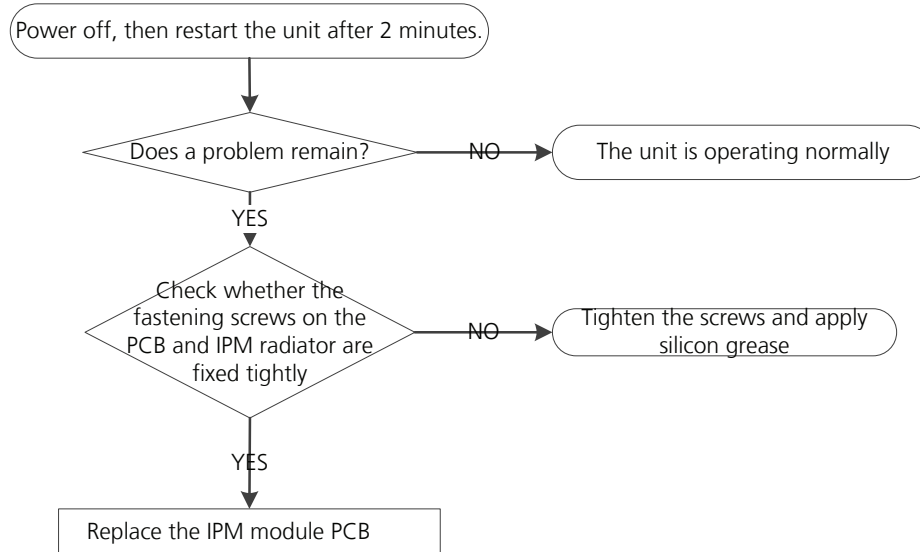 Power off, then restart the unit after 2 minutes.
Does a problem remain?
NO
The unit is operating normally
YES
Check whether the
fastening screws on the
PCB and IPM radiator are
fixed tightly
NO
Tighten the screws and apply
silicon grease
YES
Replace the IPM module PCB